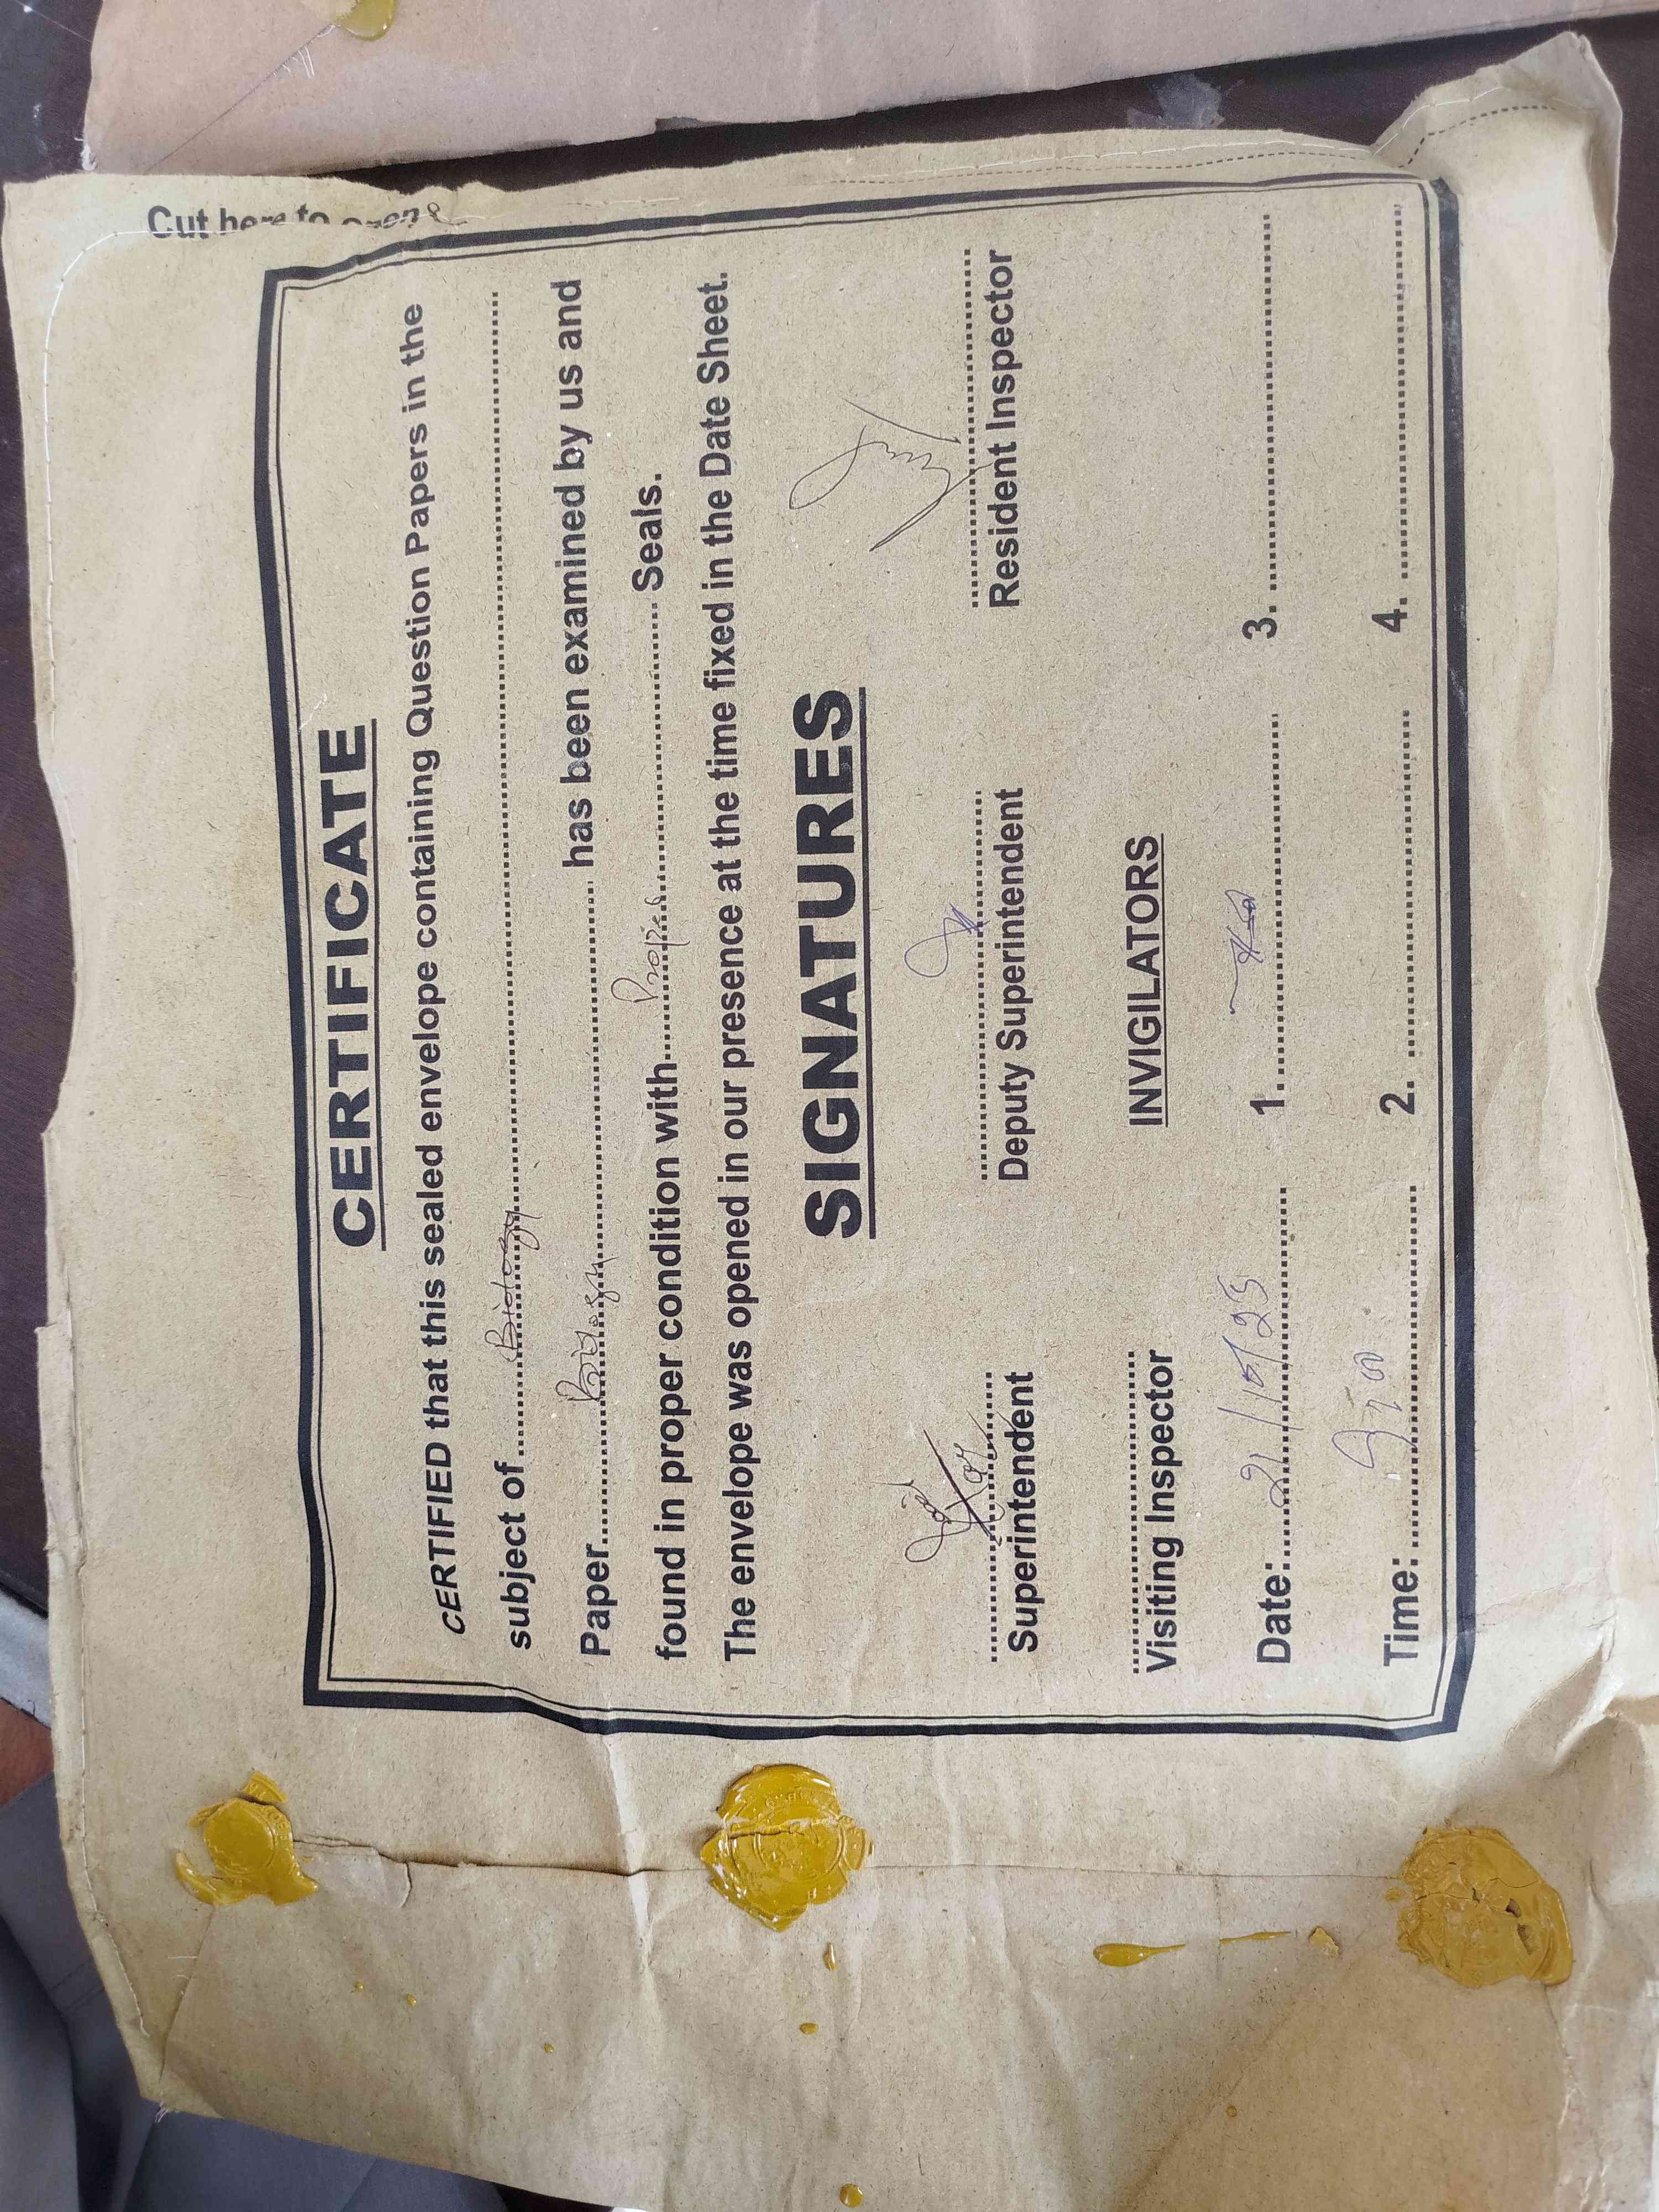 Cut here to open
CERTIFICATE
CERTIFIED that this sealed envelope containing Question Papers in the
subject of........Biology........
Paper........Biology........has been examined by us and
found in proper condition with........Proper........Seals.
The envelope was opened in our presence at the time fixed in the Date Sheet.
SIGNATURES
Superintendent
Deputy Superintendent
Resident Inspector
Visiting Inspector
INVIGILATORS
Date:........
1.........
3.........
Time:........
2.........
4.........